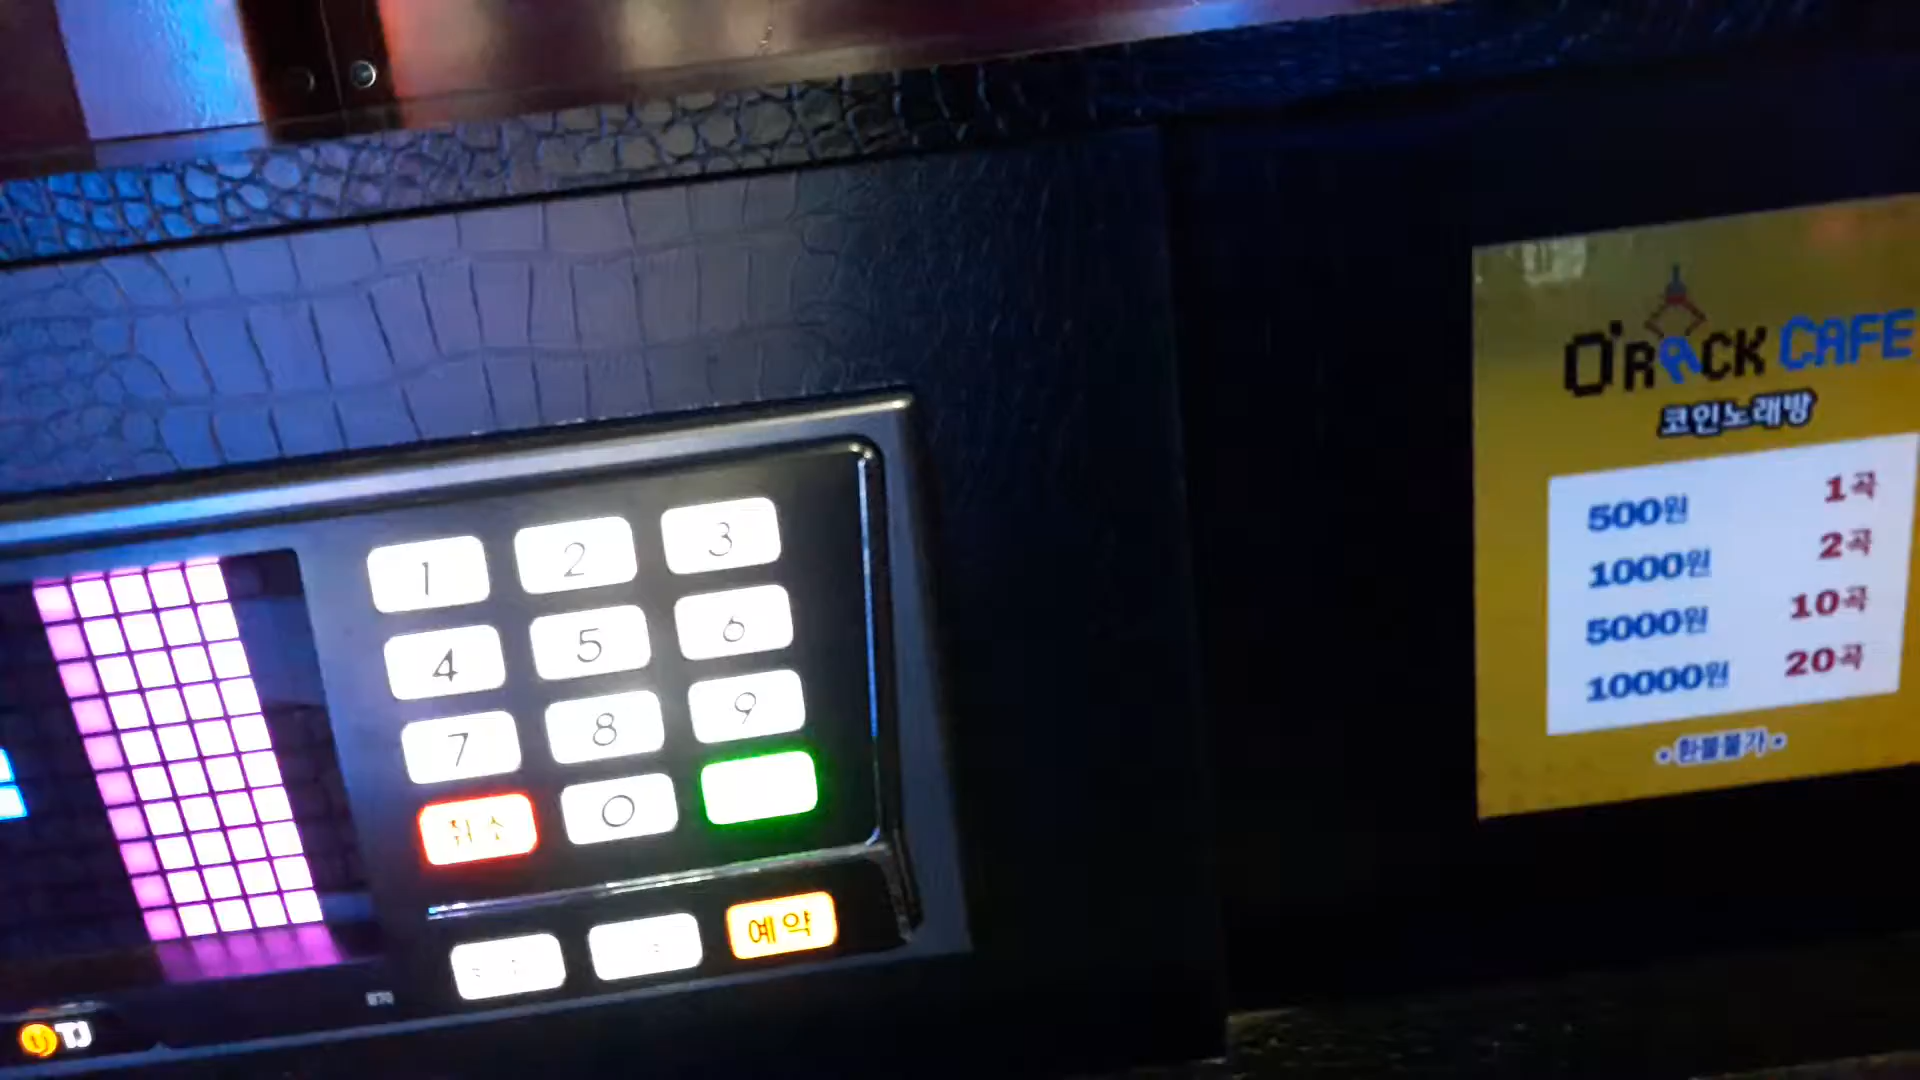 1 2 3
4 5 6
7 8 9
취소 0
예약
TJ
O'RACK CAFE
코인노래방
500원 1곡
1000원 2곡
5000원 10곡
10000원 20곡
• 환불불가 •